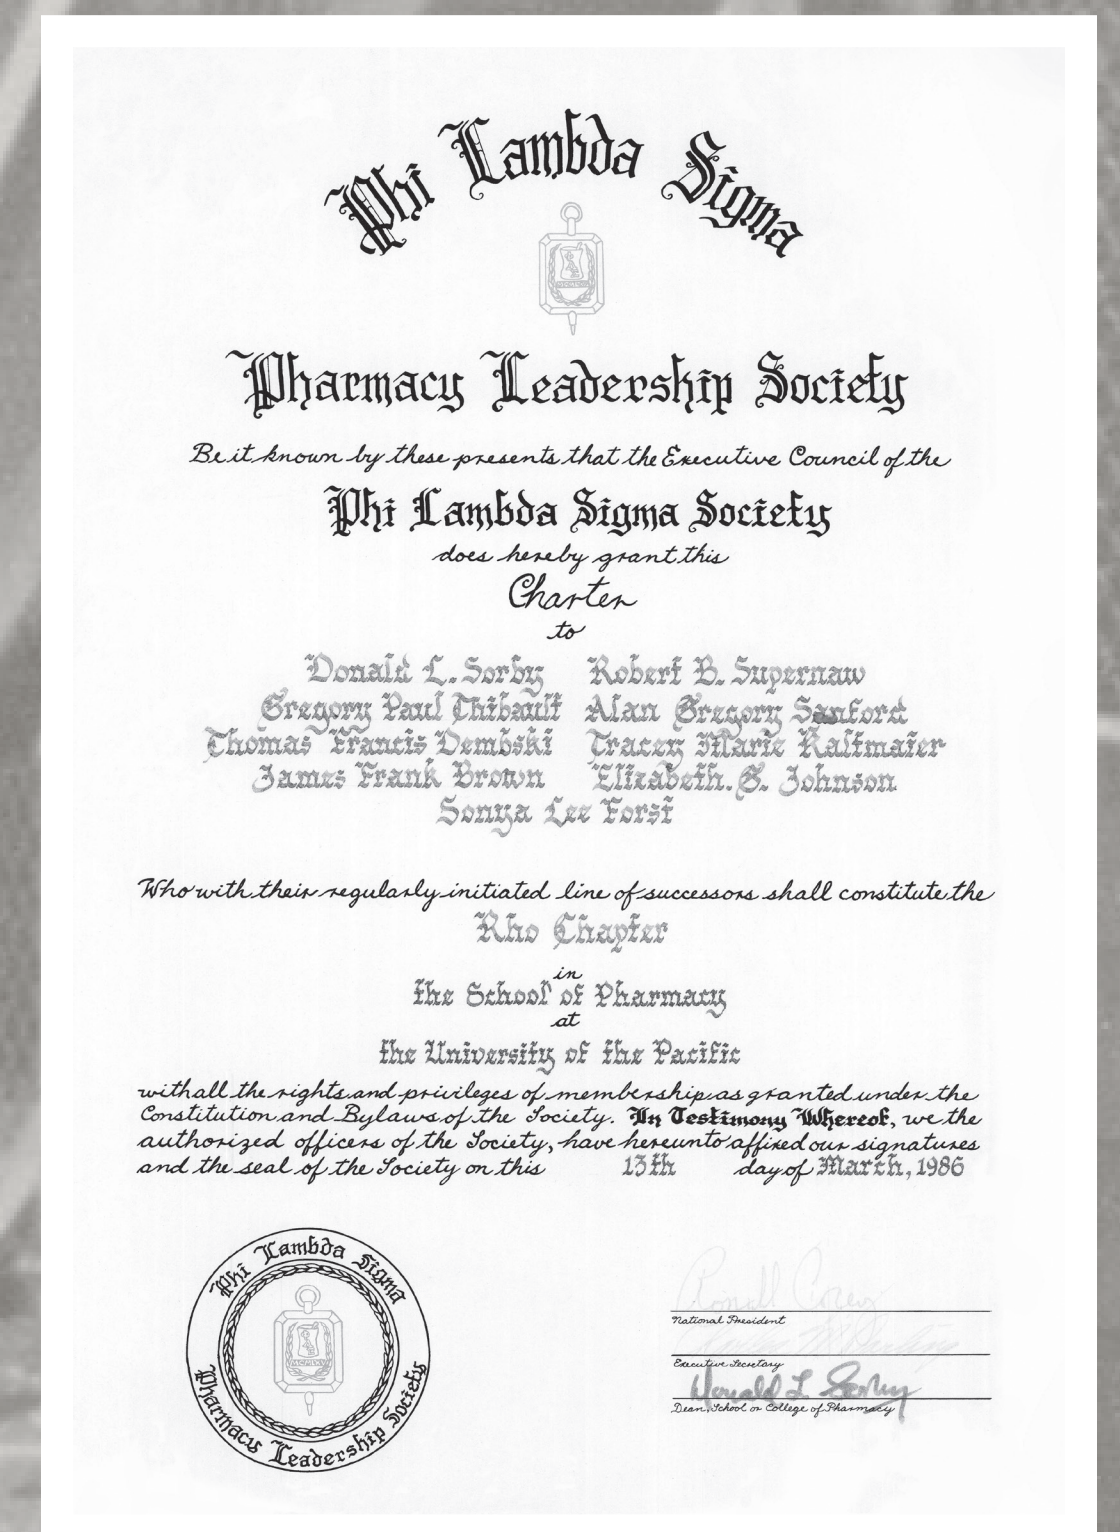 Phi Lambda Sigma
Pharmacy Leadership Society
Be it known by these presents that the Executive Council of the
Phi Lambda Sigma Society
does hereby grant this
Charter
to
Donald L. Sorby Robert B. Supernaw
Gregory Paul Thibault Alan Gregory Sanford
Thomas Francis Dembski Tracey Marie Kaltmaier
James Frank Brown Elizabeth. G. Johnson
Sonya Lee Forst
Who with their regularly initiated line of successors shall constitute the
Rho Chapter
in
the School of Pharmacy
at
the University of the Pacific
with all the rights and privileges of membership as granted under the
Constitution and Bylaws of the Society. In Testimony Whereof, we the
authorized officers of the Society, have hereunto affixed our signatures
and the seal of the Society on this 13th day of March, 1986
Phi Lambda Sigma
Pharmacy Leadership Society
National President
Executive Secretary
Donald L Sorby
Dean, School or College of Pharmacy